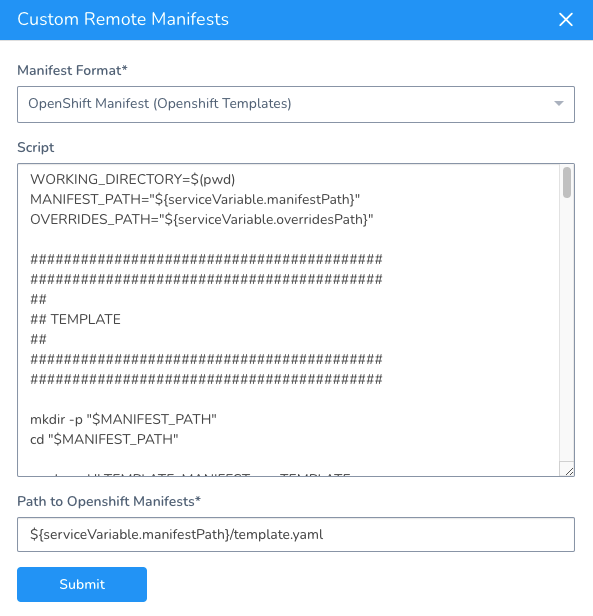 Custom Remote Manifests
Manifest Format*
OpenShift Manifest (Openshift Templates)
Script
WORKING_DIRECTORY=$(pwd)
MANIFEST_PATH="${serviceVariable.manifestPath}"
OVERRIDES_PATH="${serviceVariable.overridesPath}"
##########################################
##########################################
##
## TEMPLATE
##
##########################################
##########################################
mkdir -p "$MANIFEST_PATH"
cd "$MANIFEST_PATH"
Path to Openshift Manifests*
${serviceVariable.manifestPath}/template.yaml
Submit